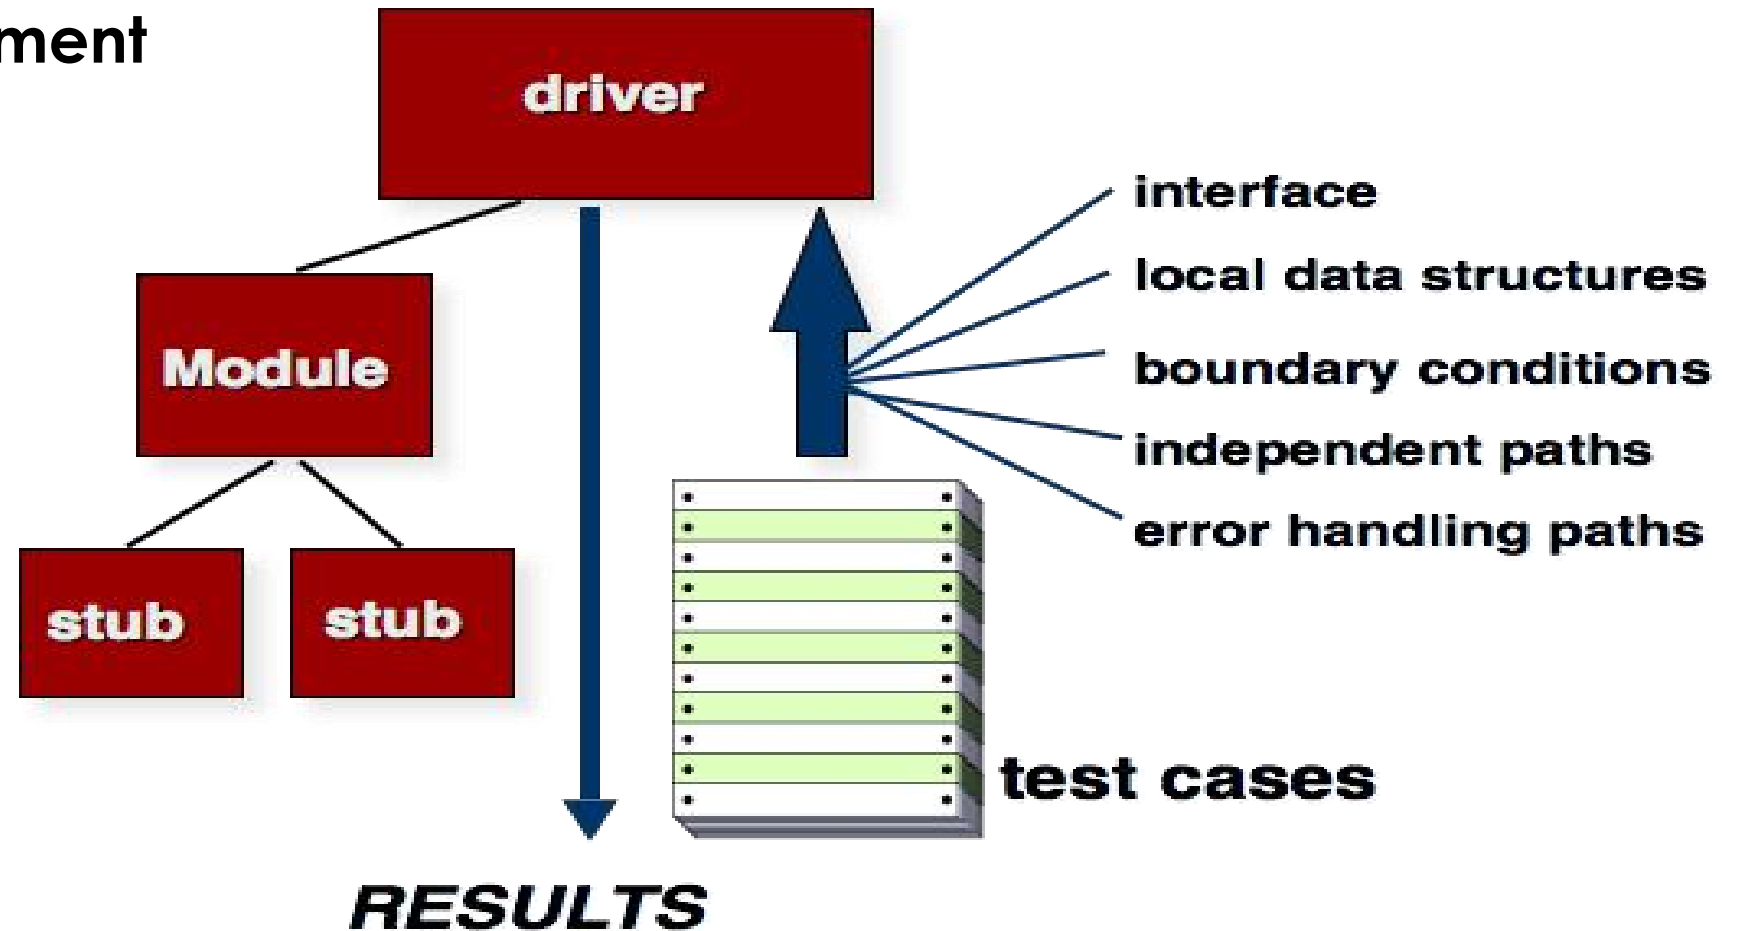 ment
driver
interface
local data structures
Module
boundary conditions
independent paths
error handling paths
stub
stub
test cases
RESULTS